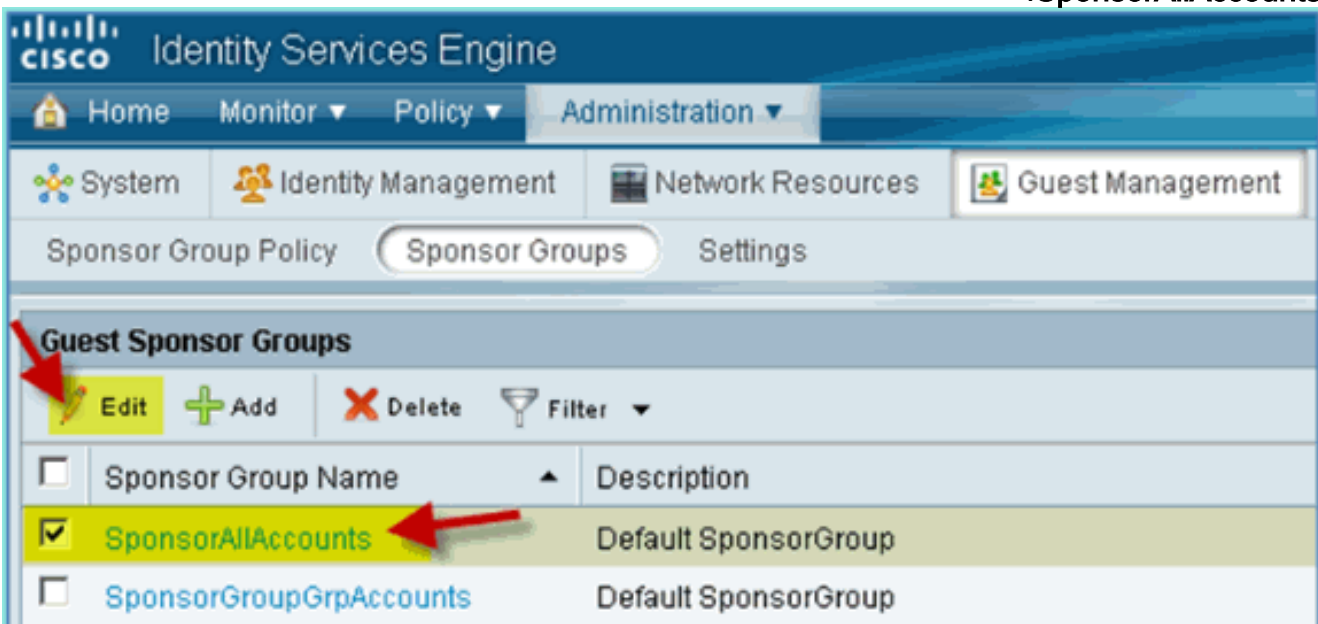 .SponsorAllAccounts
CISCO Identity Services Engine
Home Monitor Policy Administration
System Identity Management Network Resources Guest Management
Sponsor Group Policy Sponsor Groups Settings
Guest Sponsor Groups
Edit Add Delete Filter
Sponsor Group Name Description
SponsorAllAccounts Default SponsorGroup
SponsorGroupGrpAccounts Default SponsorGroup